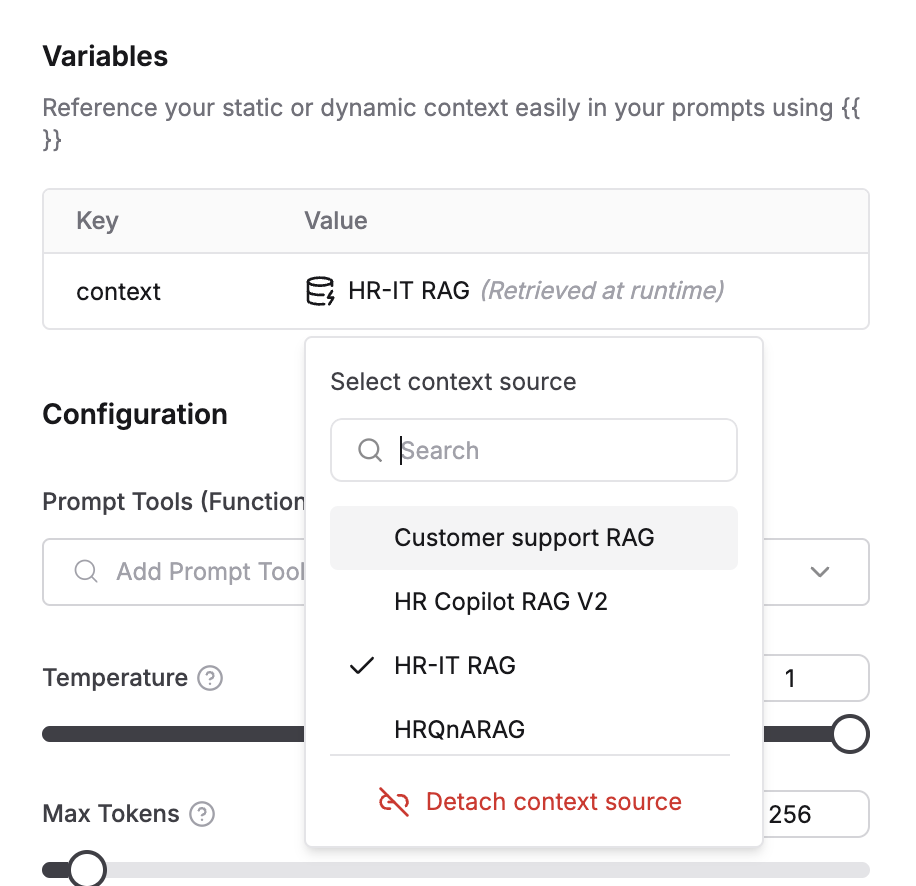 Variables
Reference your static or dynamic context easily in your prompts using {{
}}
Key Value
context HR-IT RAG (Retrieved at runtime)
Select context source
Search
Configuration
Prompt Tools (Function
Add Prompt Tool
Customer support RAG
HR Copilot RAG V2
HR-IT RAG
HRQnARAG
Detach context source
Temperature ? 1
Max Tokens ? 256